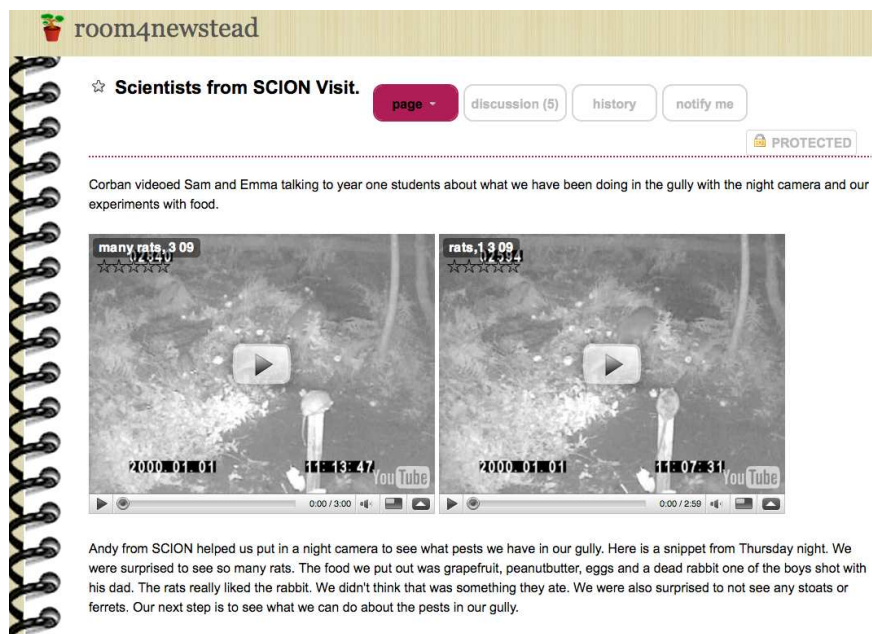 room4newstead
Scientists from SCION Visit.
page
discussion (5)
history
notify me
PROTECTED
Corban videoed Sam and Emma talking to year one students about what we have been doing in the gully with the night camera and our
experiments with food.
many rats, 3 09
02840
2000.01.01
11:13:47
YouTube
0:00 / 3:00
rats,1 3 09
02594
2000.01.01
11:07:31
YouTube
0:00 / 2:59
Andy from SCION helped us put in a night camera to see what pests we have in our gully. Here is a snippet from Thursday night. We
were surprised to see so many rats. The food we put out was grapefruit, peanutbutter, eggs and a dead rabbit one of the boys shot with
his dad. The rats really liked the rabbit. We didn't think that was something they ate. We were also surprised to not see any stoats or
ferrets. Our next step is to see what we can do about the pests in our gully.